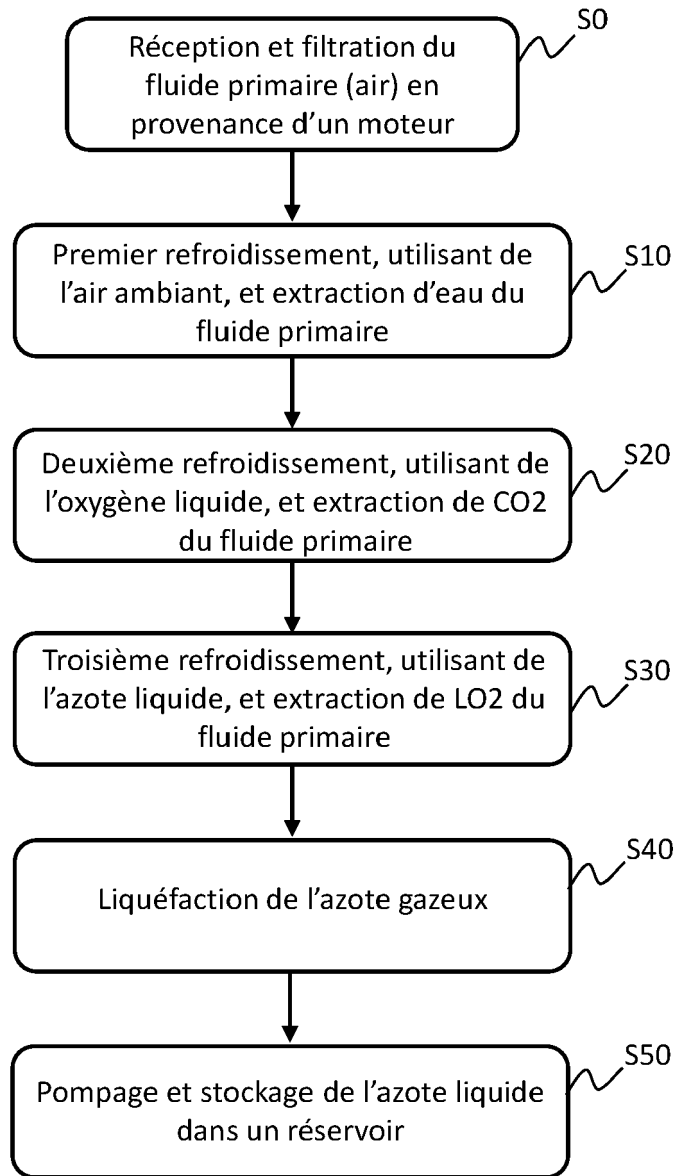 S0
Réception et filtration du
fluide primaire (air) en
provenance d'un moteur
S10
Premier refroidissement, utilisant de
l'air ambiant, et extraction d'eau du
fluide primaire
S20
Deuxième refroidissement, utilisant de
l'oxygène liquide, et extraction de CO2
du fluide primaire
S30
Troisième refroidissement, utilisant de
l'azote liquide, et extraction de LO2 du
fluide primaire
S40
Liquéfaction de l'azote gazeux
S50
Pompage et stockage de l'azote liquide
dans un réservoir